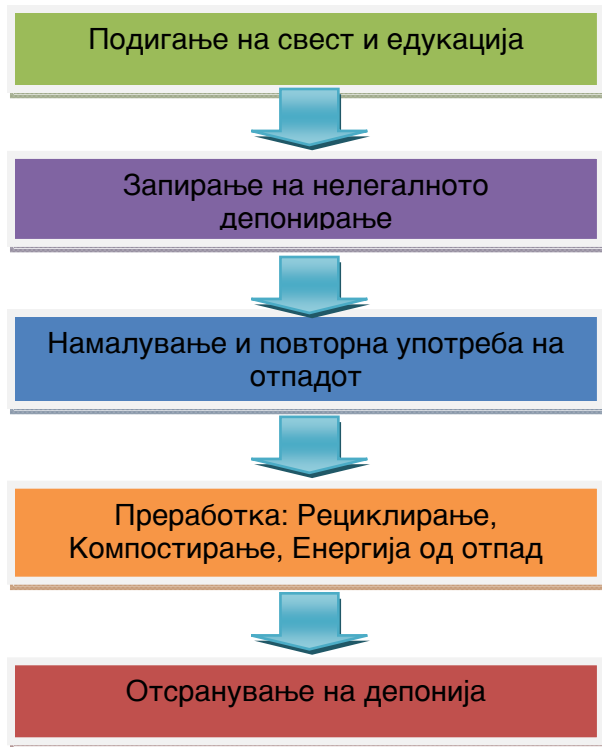 Подигање на свест и едукација
Запирање на нелегалното
депонирање
Намалување и повторна употреба на
отпадот
Преработка: Рециклирање,
Компостирање, Енергија од отпад
Отсранување на депонија